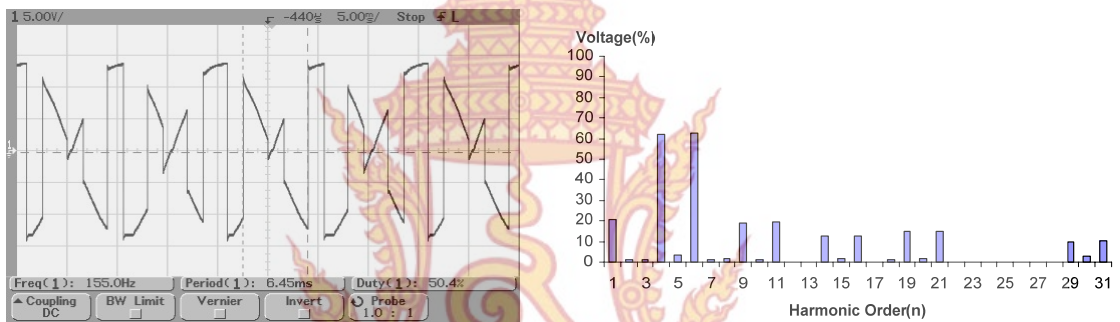 1 5.00V/ -440㎲ 5.00㎳/ Stop L
Freq(1): 155.0Hz Period(1): 6.45ms Duty(1): 50.4%
Coupling BW Limit Vernier Invert Probe
DC 1.0 : 1
Voltage(%)
100
90
80
70
60
50
40
30
20
10
0
1 3 5 7 9 11 13 15 17 19 21 23 25 27 29 31
Harmonic Order(n)